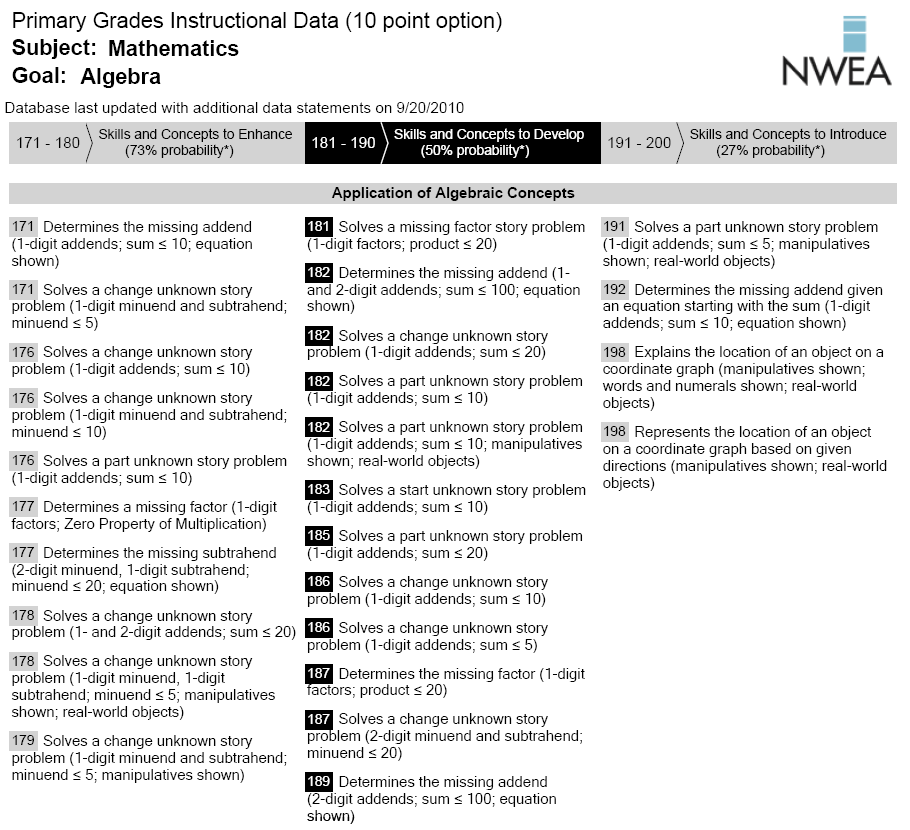 Primary Grades Instructional Data (10 point option)
Subject: Mathematics
Goal: Algebra
NWEA
Database last updated with additional data statements on 9/20/2010
171 - 180 Skills and Concepts to Enhance
(73% probability*)
181 - 190 Skills and Concepts to Develop
(50% probability*)
191 - 200 Skills and Concepts to Introduce
(27% probability*)
Application of Algebraic Concepts
171 Determines the missing addend
(1-digit addends; sum ≤ 10; equation
shown)
171 Solves a change unknown story
problem (1-digit minuend and subtrahend;
minuend ≤ 5)
176 Solves a change unknown story
problem (1-digit addends; sum ≤ 10)
176 Solves a change unknown story
problem (1-digit minuend and subtrahend;
minuend ≤ 10)
176 Solves a part unknown story problem
(1-digit addends; sum ≤ 10)
177 Determines a missing factor (1-digit
factors; Zero Property of Multiplication)
177 Determines the missing subtrahend
(2-digit minuend, 1-digit subtrahend;
minuend ≤ 20; equation shown)
178 Solves a change unknown story
problem (1- and 2-digit addends; sum ≤ 20)
178 Solves a change unknown story
problem (1-digit minuend, 1-digit
subtrahend; minuend ≤ 5; manipulatives
shown; real-world objects)
179 Solves a change unknown story
problem (1-digit minuend and subtrahend;
minuend ≤ 5; manipulatives shown)
181 Solves a missing factor story problem
(1-digit factors; product ≤ 20)
182 Determines the missing addend (1-
and 2-digit addends; sum ≤ 100; equation
shown)
182 Solves a change unknown story
problem (1-digit addends; sum ≤ 20)
182 Solves a part unknown story problem
(1-digit addends; sum ≤ 10)
182 Solves a part unknown story problem
(1-digit addends; sum ≤ 10; manipulatives
shown; real-world objects)
183 Solves a start unknown story problem
(1-digit addends; sum ≤ 10)
185 Solves a part unknown story problem
(1-digit addends; sum ≤ 20)
186 Solves a change unknown story
problem (1-digit addends; sum ≤ 10)
186 Solves a change unknown story
problem (1-digit addends; sum ≤ 5)
187 Determines the missing factor (1-digit
factors; product ≤ 20)
187 Solves a change unknown story
problem (2-digit minuend and subtrahend;
minuend ≤ 20)
189 Determines the missing addend
(2-digit addends; sum ≤ 100; equation
shown)
191 Solves a part unknown story problem
(1-digit addends; sum ≤ 5; manipulatives
shown; real-world objects)
192 Determines the missing addend given
an equation starting with the sum (1-digit
addends; sum ≤ 10; equation shown)
198 Explains the location of an object on a
coordinate graph (manipulatives shown;
words and numerals shown; real-world
objects)
198 Represents the location of an object
on a coordinate graph based on given
directions (manipulatives shown; real-world
objects)